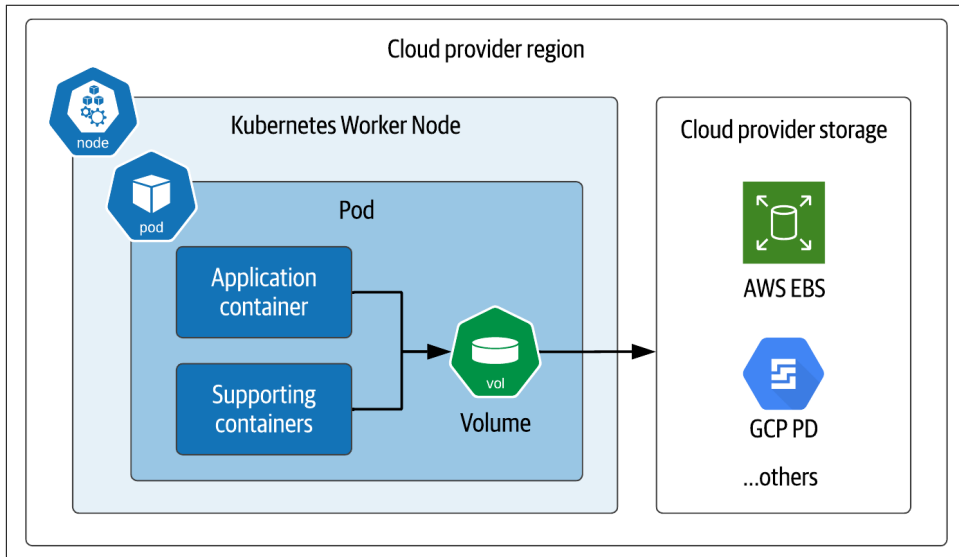 Cloud provider region
node
Kubernetes Worker Node
pod
Pod
Application
container
Supporting
containers
vol
Volume
Cloud provider storage
AWS EBS
GCP PD
...others